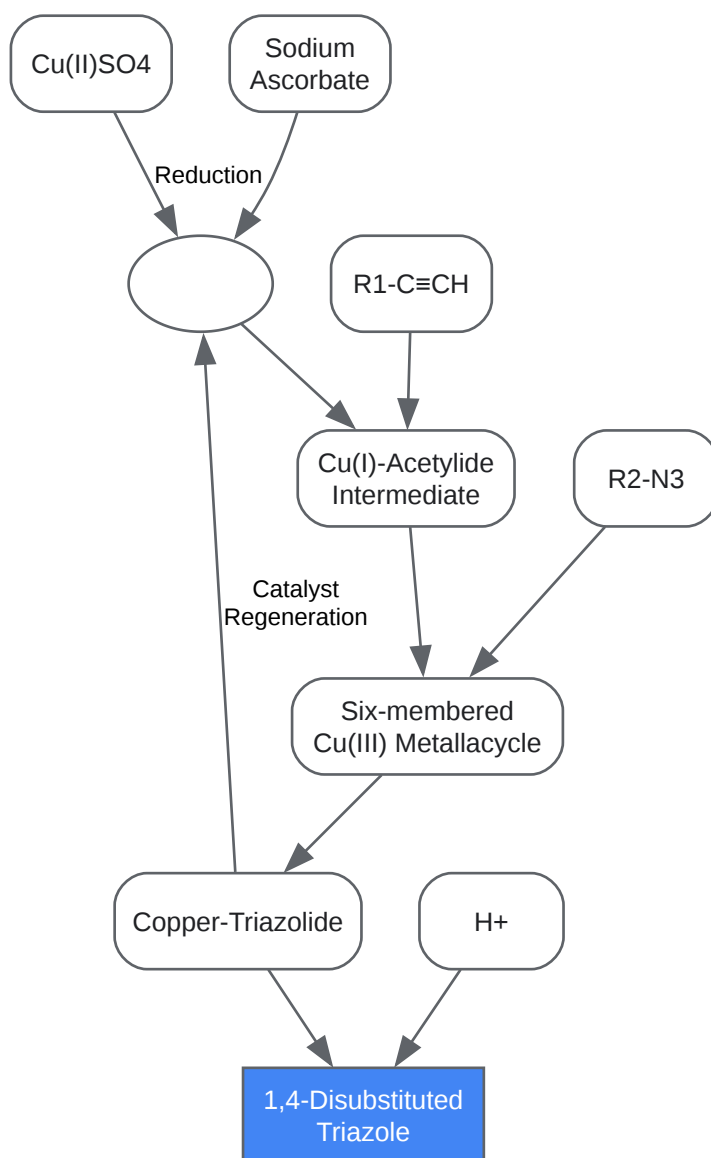 Cu(II)SO4
Sodium
Ascorbate
Reduction
R1-C≡CH
Cu(I)-Acetylide
Intermediate
R2-N3
Catalyst
Regeneration
Six-membered
Cu(III) Metallacycle
Copper-Triazolide
H+
1,4-Disubstituted
Triazole